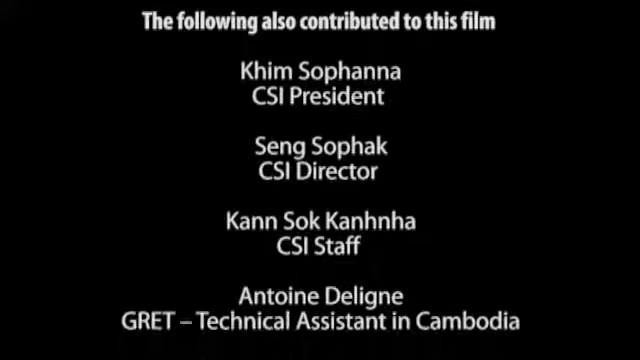 The following also contributed to this film
Khim Sophanna
CSI President
Seng Sophak
CSI Director
Kann Sok Kanhnha
CSI Staff
Antoine Deligne
GRET – Technical Assistant in Cambodia